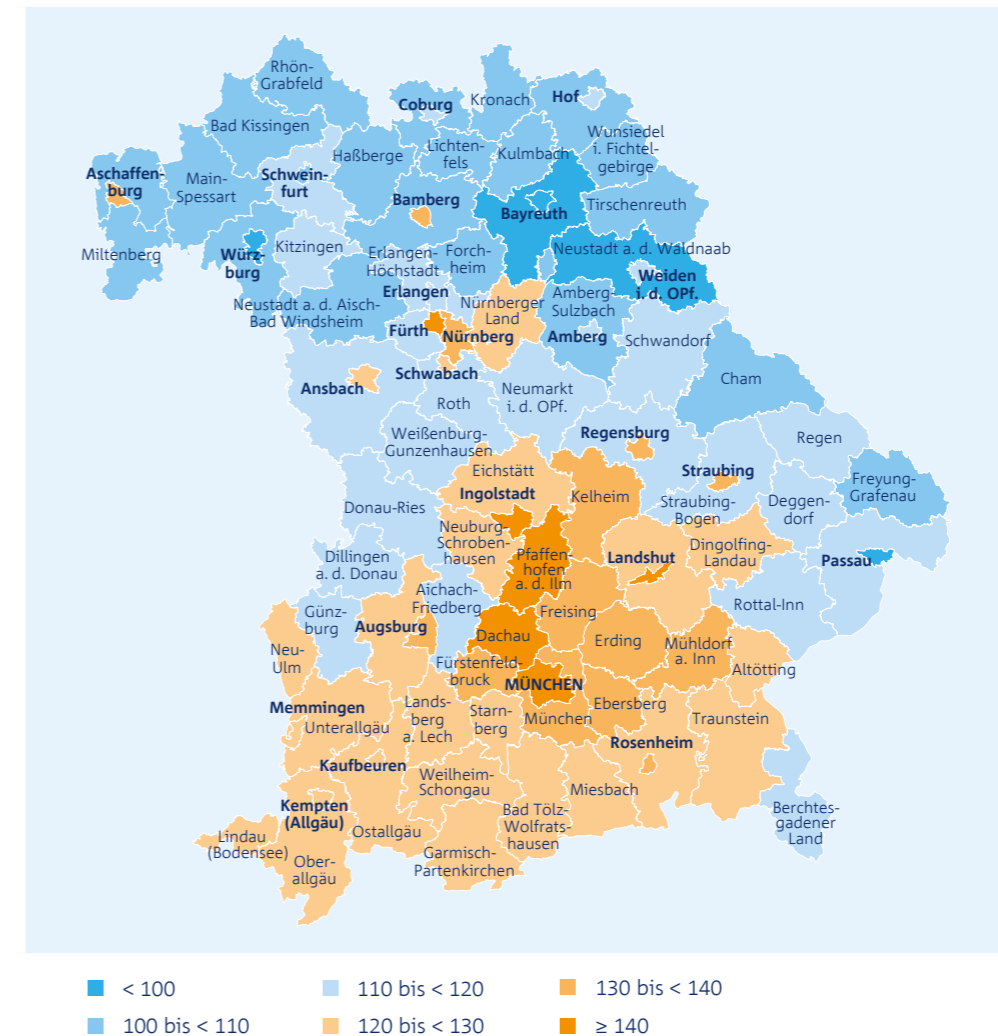 Rhön-
Grabfeld
Coburg
Kronach
Hof
Bad Kissingen
Wunsiedel
i. Fichtel-
gebirge
Haßberge
Lichten-
fels
Kulmbach
Aschaffen-
burg
Main-
Spessart
Schwein-
furt
Bamberg
Bayreuth
Tirschenreuth
Miltenberg
Würz-
burg
Kitzingen
Erlangen-
Höchstadt
Forch-
heim
Neustadt a. d. Waldnaab
Weiden
i. d. OPf.
Erlangen
Neustadt a. d. Aisch-
Bad Windsheim
Nürnberger
Land
Amberg-
Sulzbach
Fürth
Nürnberg
Amberg
Schwandorf
Ansbach
Schwabach
Neumarkt
i. d. OPf.
Cham
Roth
Weißenburg-
Gunzenhausen
Regensburg
Regen
Eichstätt
Straubing
Ingolstadt
Kelheim
Freyung-
Grafenau
Donau-Ries
Straubing-
Bogen
Deggen-
dorf
Neuburg-
Schroben-
hausen
Pfaffen-
hofen
a. d. Ilm
Landshut
Dingolfing-
Landau
Passau
Dillingen
a. d. Donau
Aichach-
Friedberg
Rottal-Inn
Günz-
burg
Augsburg
Freising
Dachau
Erding
Mühldorf
a. Inn
Neu-
Ulm
Fürstenfeld-
bruck
Altötting
MÜNCHEN
Memmingen
Unterallgäu
Lands-
berg
a. Lech
Starn-
berg
München
Ebersberg
Traunstein
Rosenheim
Kaufbeuren
Weilheim-
Schongau
Miesbach
Kempten
(Allgäu)
Bad Tölz-
Wolfrats-
hausen
Berchtes-
gadener
Land
Lindau
(Bodensee)
Ostallgäu
Ober-
allgäu
Garmisch-
Partenkirchen
< 100
110 bis < 120
130 bis < 140
100 bis < 110
120 bis < 130
≥ 140